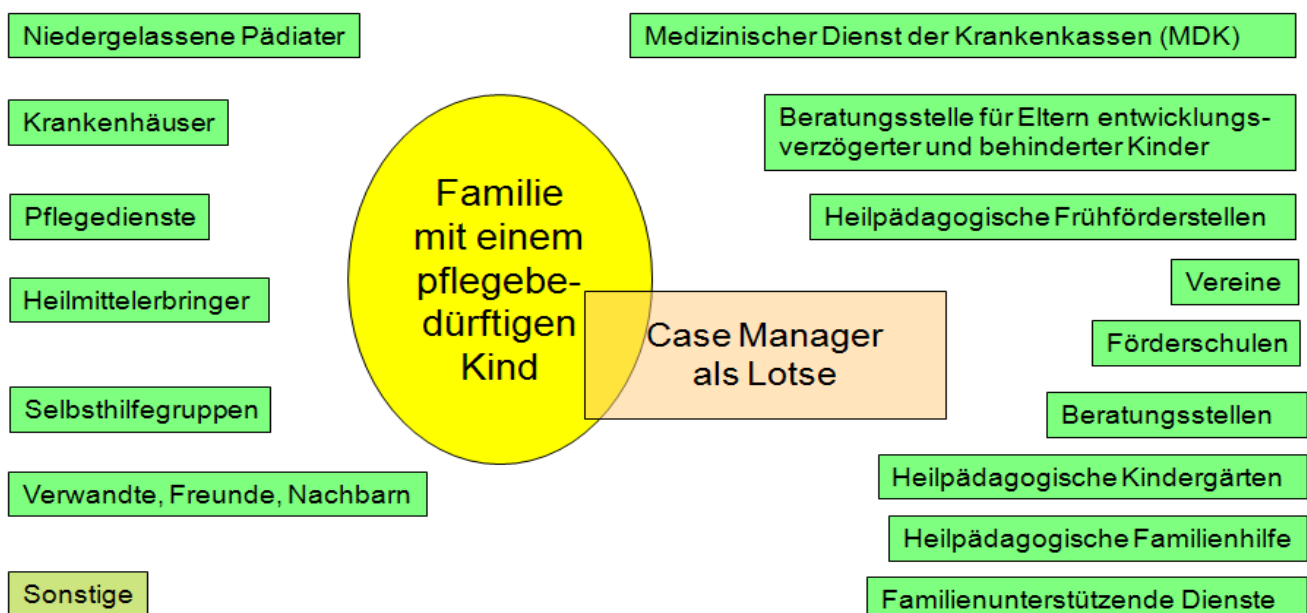 Niedergelassene Pädiater
Medizinischer Dienst der Krankenkassen (MDK)
Krankenhäuser
Beratungsstelle für Eltern entwicklungs-
verzögerter und behinderter Kinder
Pflegedienste
Heilpädagogische Frühförderstellen
Familie
mit einem
pflegebe-
dürftigen
Kind
Heilmittelerbringer
Vereine
Case Manager
als Lotse
Förderschulen
Selbsthilfegruppen
Beratungsstellen
Verwandte, Freunde, Nachbarn
Heilpädagogische Kindergärten
Heilpädagogische Familienhilfe
Sonstige
Familienunterstützende Dienste